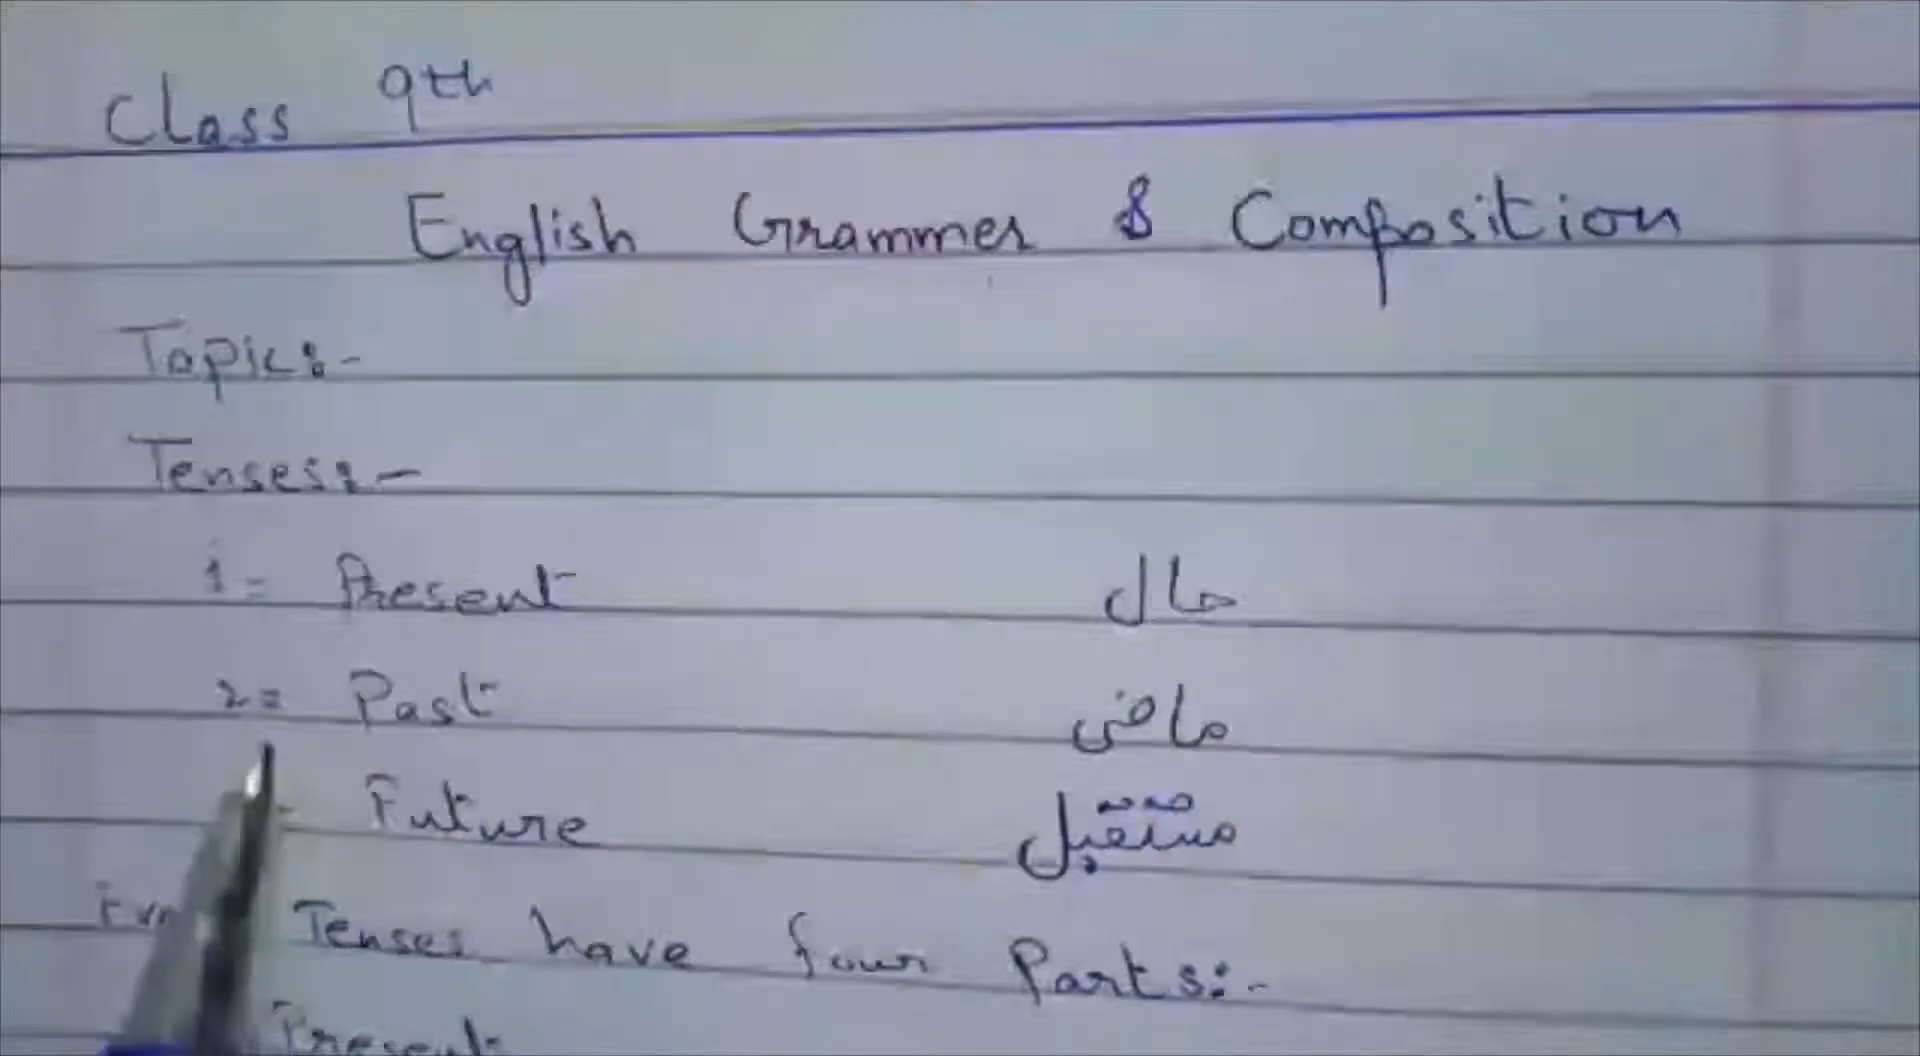 Class 9th
English Grammer & Composition
Topic:-
Tenses:-
1= Present حال
2= Past ماضی
Future مستقبل
Tenses have four Parts:-
Present